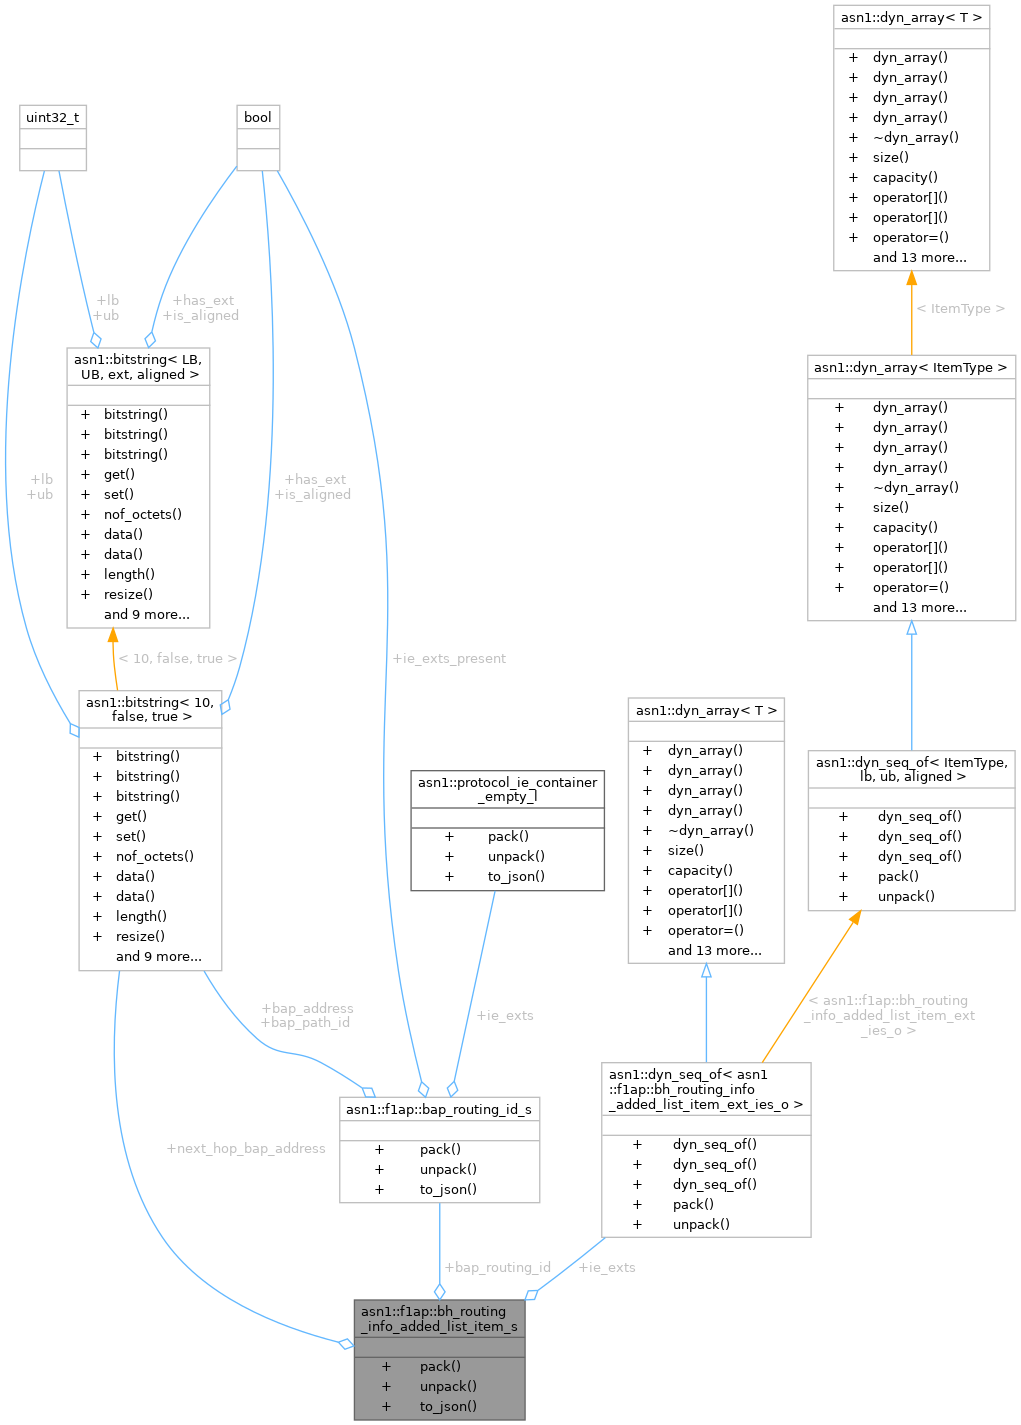 asn1::dyn_array< T >
+ dyn_array()
+ dyn_array()
+ dyn_array()
+ dyn_array()
+ ~dyn_array()
+ size()
+ capacity()
+ operator[]()
+ operator[]()
+ operator=()
and 13 more...
uint32_t
bool
< ItemType >
+lb
+ub
+has_ext
+is_aligned
asn1::bitstring< LB,
UB, ext, aligned >
+ bitstring()
+ bitstring()
+ bitstring()
+ get()
+ set()
+ nof_octets()
+ data()
+ data()
+ length()
+ resize()
and 9 more...
asn1::dyn_array< ItemType >
+ dyn_array()
+ dyn_array()
+ dyn_array()
+ dyn_array()
+ ~dyn_array()
+ size()
+ capacity()
+ operator[]()
+ operator[]()
+ operator=()
and 13 more...
+lb
+ub
+has_ext
+is_aligned
< 10, false, true >
+ie_exts_present
asn1::bitstring< 10,
false, true >
+ bitstring()
+ bitstring()
+ bitstring()
+ get()
+ set()
+ nof_octets()
+ data()
+ data()
+ length()
+ resize()
and 9 more...
asn1::protocol_ie_container
_empty_l
+ pack()
+ unpack()
+ to_json()
asn1::dyn_array< T >
+ dyn_array()
+ dyn_array()
+ dyn_array()
+ dyn_array()
+ ~dyn_array()
+ size()
+ capacity()
+ operator[]()
+ operator[]()
+ operator=()
and 13 more...
asn1::dyn_seq_of< ItemType,
lb, ub, aligned >
+ dyn_seq_of()
+ dyn_seq_of()
+ dyn_seq_of()
+ pack()
+ unpack()
+bap_address
+bap_path_id
+ie_exts
< asn1::f1ap::bh_routing
_info_added_list_item_ext
_ies_o >
asn1::f1ap::bap_routing_id_s
+ pack()
+ unpack()
+ to_json()
asn1::dyn_seq_of< asn1
::f1ap::bh_routing_info
_added_list_item_ext_ies_o >
+ dyn_seq_of()
+ dyn_seq_of()
+ dyn_seq_of()
+ pack()
+ unpack()
+next_hop_bap_address
+bap_routing_id
+ie_exts
asn1::f1ap::bh_routing
_info_added_list_item_s
+ pack()
+ unpack()
+ to_json()